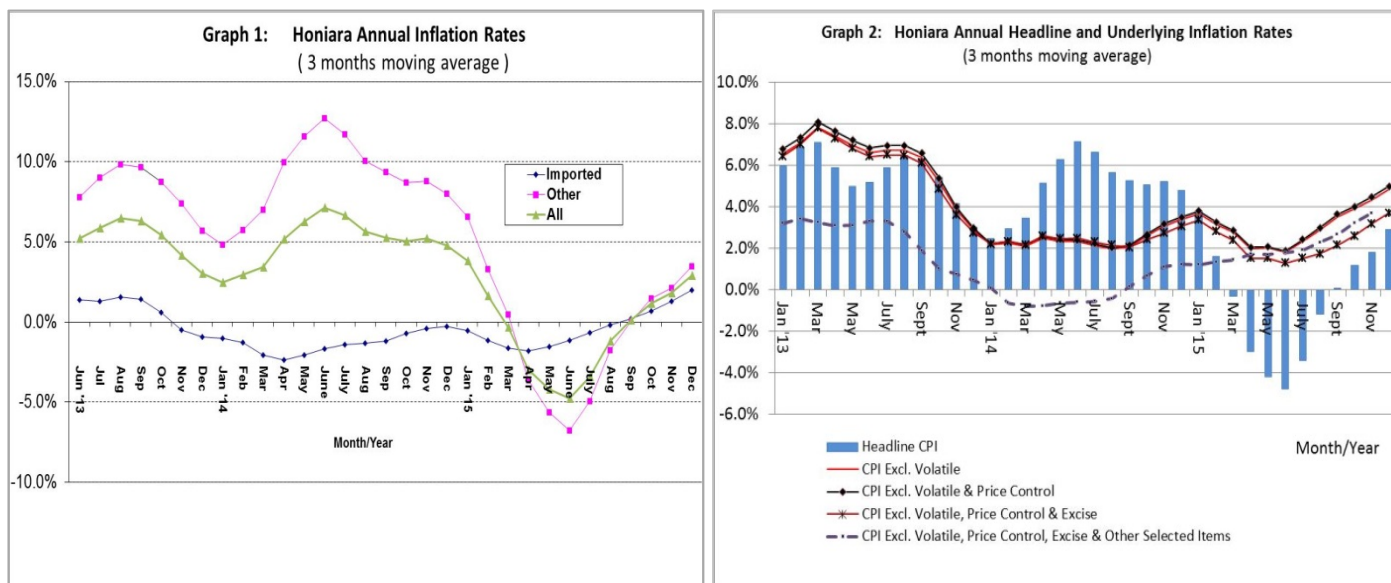 Graph 1: Honiara Annual Inflation Rates
( 3 months moving average )
15.0%
10.0%
5.0%
0.0%
-5.0%
-10.0%
Imported
Other
All
Jun '13
Jul
Aug
Sep
Oct
Nov
Dec
Jan '14
Feb
Mar
Apr
May
June
July
Aug
Sep
Oct
Nov
Dec
Jan '15
Feb
Mar
Apr
May
June
July
Aug
Sep
Oct
Nov
Dec
Month/Year
Graph 2: Honiara Annual Headline and Underlying Inflation Rates
(3 months moving average)
10.0%
8.0%
6.0%
4.0%
2.0%
0.0%
-2.0%
-4.0%
-6.0%
Jan '13
Mar
May
July
Sept
Nov
Jan '14
Mar
May
July
Sept
Nov
Jan '15
Mar
May
July
Sept
Nov
Month/Year
Headline CPI
CPI Excl. Volatile
CPI Excl. Volatile & Price Control
CPI Excl. Volatile, Price Control & Excise
CPI Excl. Volatile, Price Control, Excise & Other Selected Items